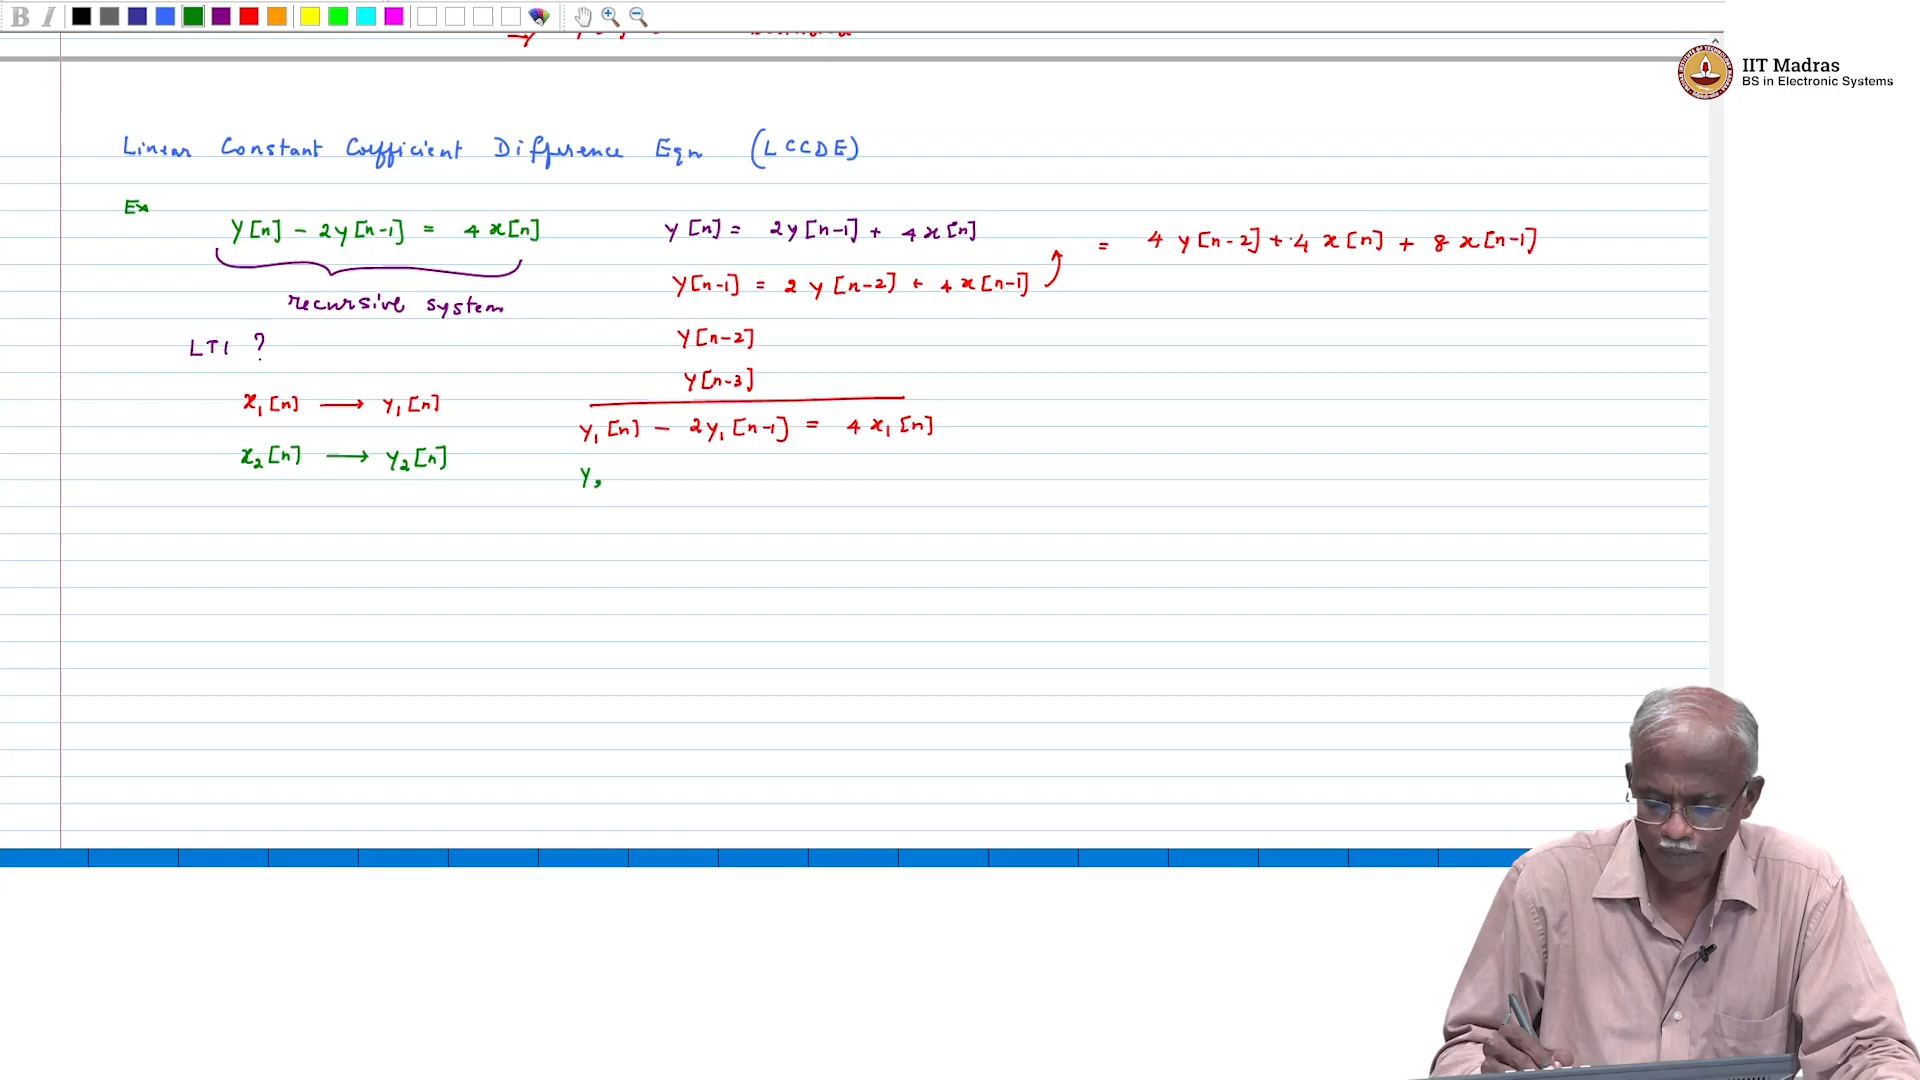 B I
IIT Madras
BS in Electronic Systems
Linear Constant Coefficient Difference Eqn (LCCDE)
Ex
y[n] - 2y[n-1] = 4x[n]
recursive system
y[n] = 2y[n-1] + 4x[n]
= 4y[n-2] + 4x[n] + 8x[n-1]
y[n-1] = 2y[n-2] + 4x[n-1]
y[n-2]
y[n-3]
LTI ?
x₁[n] → y₁[n]
x₂[n] → y₂[n]
y₁[n] - 2y₁[n-1] = 4x₁[n]
y